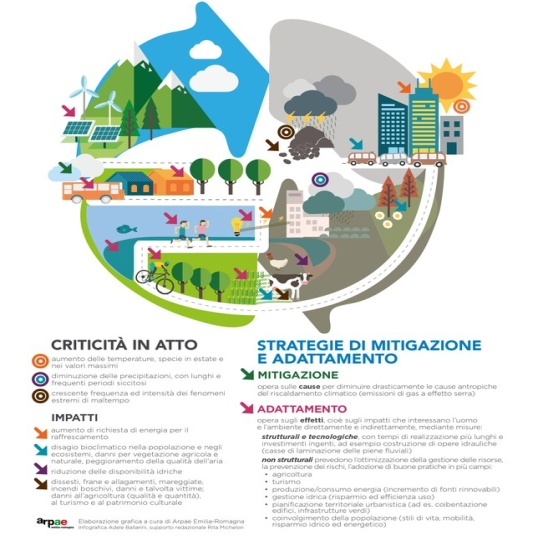 CRITICITÀ IN ATTO
aumento delle temperature, specie in estate e
nei valori massimi
diminuzione delle precipitazioni, con lunghi e
frequenti periodi siccitosi
crescente frequenza ed intensità dei fenomeni
estremi di maltempo
IMPATTI
aumento di richiesta di energia per il
raffrescamento
disagio bioclimatico nella popolazione e negli
ecosistemi, danni per vegetazione agricola e
naturale, peggioramento della qualità dell'aria
riduzione delle disponibilità idriche
dissesti, frane e allagamenti, mareggiate,
incendi boschivi, danni e talvolta vittime;
danni all'agricoltura (qualità e quantità),
al turismo e al patrimonio culturale
STRATEGIE DI MITIGAZIONE
E ADATTAMENTO
MITIGAZIONE
opera sulle cause per diminuire drasticamente le cause antropiche
del riscaldamento climatico (emissioni di gas a effetto serra)
ADATTAMENTO
opera sugli effetti, cioè sugli impatti che interessano l'uomo
e l'ambiente direttamente e indirettamente, mediante misure:
strutturali e tecnologiche, con tempi di realizzazione più lunghi e
investimenti ingenti, ad esempio costruzione di opere idrauliche
(casse di laminazione delle piene fluviali)
non strutturali prevedono l'ottimizzazione della gestione delle risorse,
la prevenzione dei rischi, l'adozione di buone pratiche in più campi:
• agricoltura
• turismo
• produzione/consumo energia (incremento di fonti rinnovabili)
• gestione idrica (risparmio ed efficienza uso)
• pianificazione territoriale urbanistica (ad es. coibentazione
edifici, infrastrutture verdi)
• coinvolgimento della popolazione (stili di vita, mobilità,
risparmio idrico ed energetico)
arpae
emilia-romagna
Elaborazione grafica a cura di Arpae Emilia-Romagna
Infografica Adele Ballarini, supporto redazionale Rita Michelon